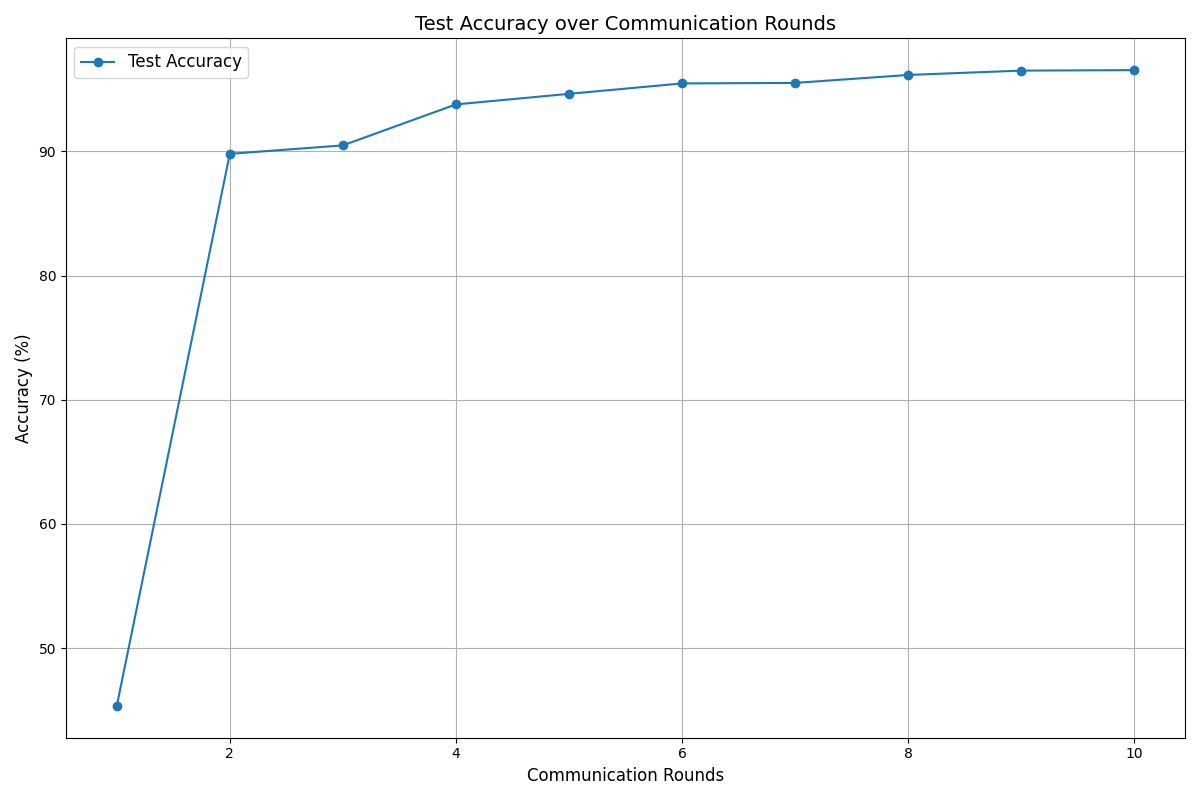 Test Accuracy over Communication Rounds
Test Accuracy
Accuracy (%)
90
80
70
60
50
2 4 6 8 10
Communication Rounds